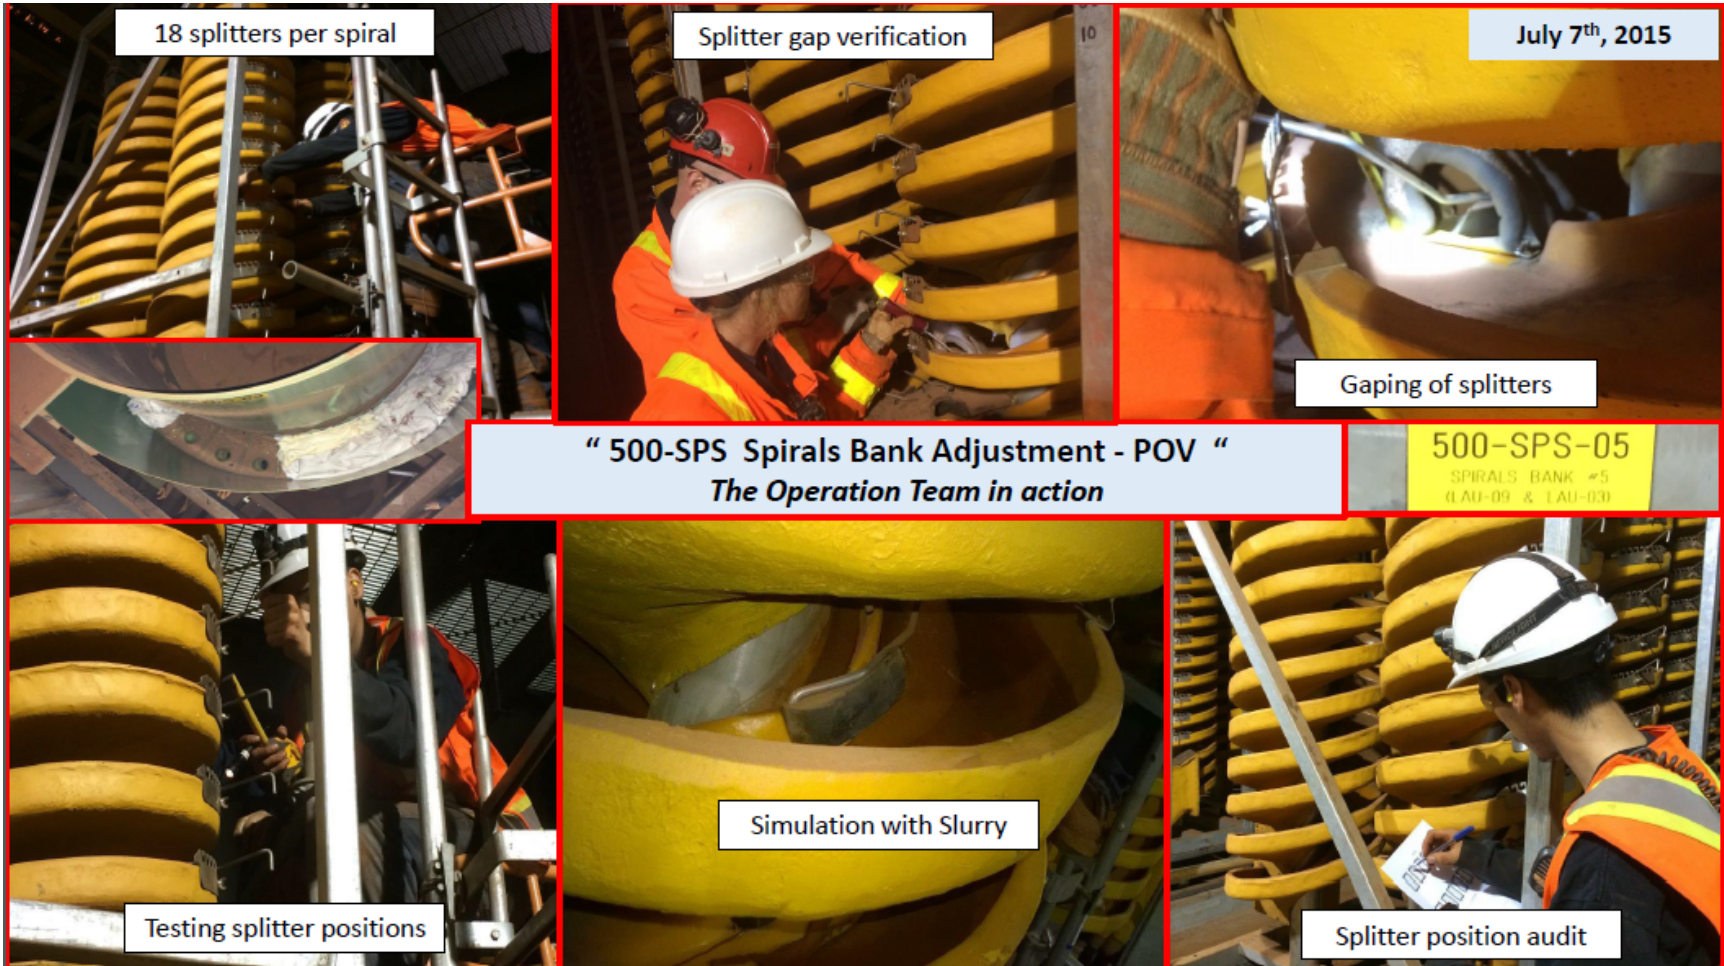 18 splitters per spiral
Splitter gap verification
10
July 7th, 2015
Gaping of splitters
“ 500-SPS Spirals Bank Adjustment - POV “
The Operation Team in action
500-SPS-05
SPIRALS BANK #5
(LAU-09 & LAU-03)
Testing splitter positions
Simulation with Slurry
Splitter position audit